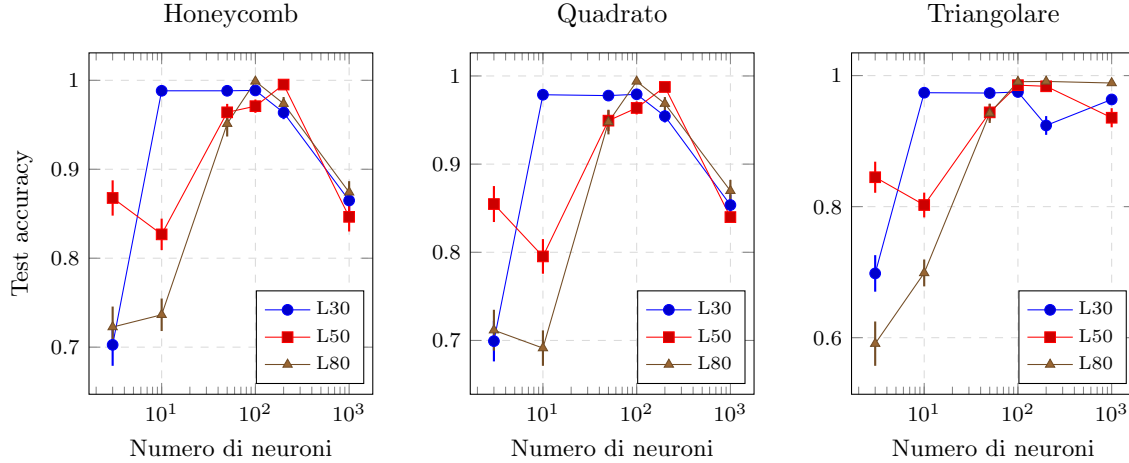 Honeycomb
Quadrato
Triangolare
Test accuracy
1
0.9
0.8
0.7
L30
L50
L80
10^1
10^2
10^3
Numero di neuroni
1
0.9
0.8
0.7
L30
L50
L80
10^1
10^2
10^3
Numero di neuroni
1
0.8
0.6
L30
L50
L80
10^1
10^2
10^3
Numero di neuroni